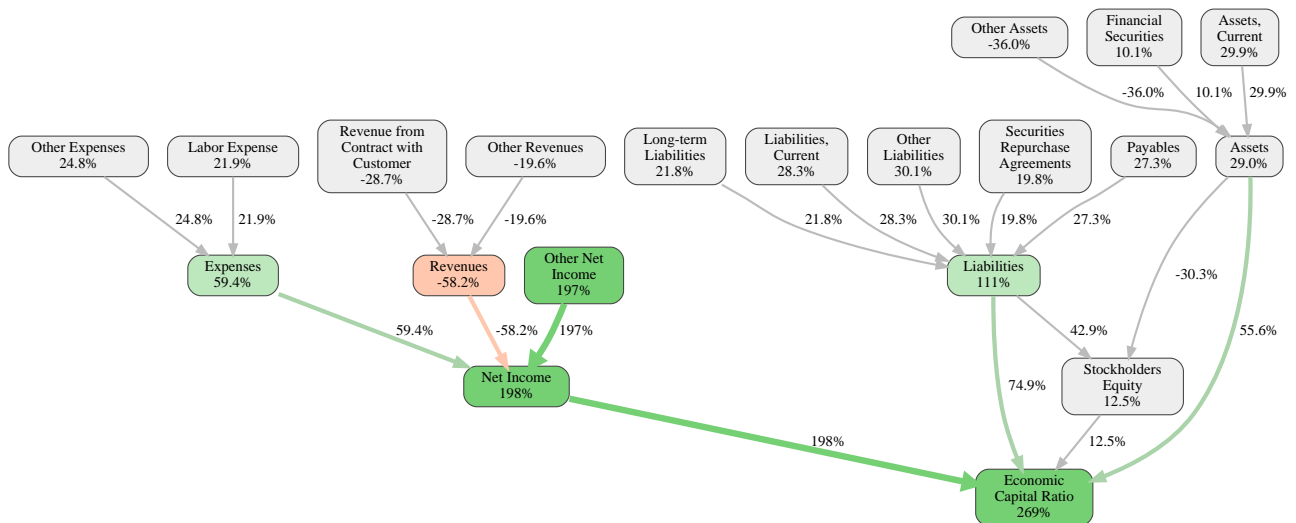 Other Assets
-36.0%
Financial
Securities
10.1%
Assets,
Current
29.9%
-36.0%
10.1%
29.9%
Other Expenses
24.8%
Labor Expense
21.9%
Revenue from
Contract with
Customer
-28.7%
Other Revenues
-19.6%
Long-term
Liabilities
21.8%
Liabilities,
Current
28.3%
Other
Liabilities
30.1%
Securities
Repurchase
Agreements
19.8%
Payables
27.3%
Assets
29.0%
24.8%
21.9%
-28.7%
-19.6%
21.8%
28.3%
30.1%
19.8%
27.3%
Expenses
59.4%
Revenues
-58.2%
Other Net
Income
197%
Liabilities
111%
-30.3%
59.4%
-58.2%
197%
42.9%
55.6%
Net Income
198%
74.9%
Stockholders
Equity
12.5%
198%
12.5%
Economic
Capital Ratio
269%